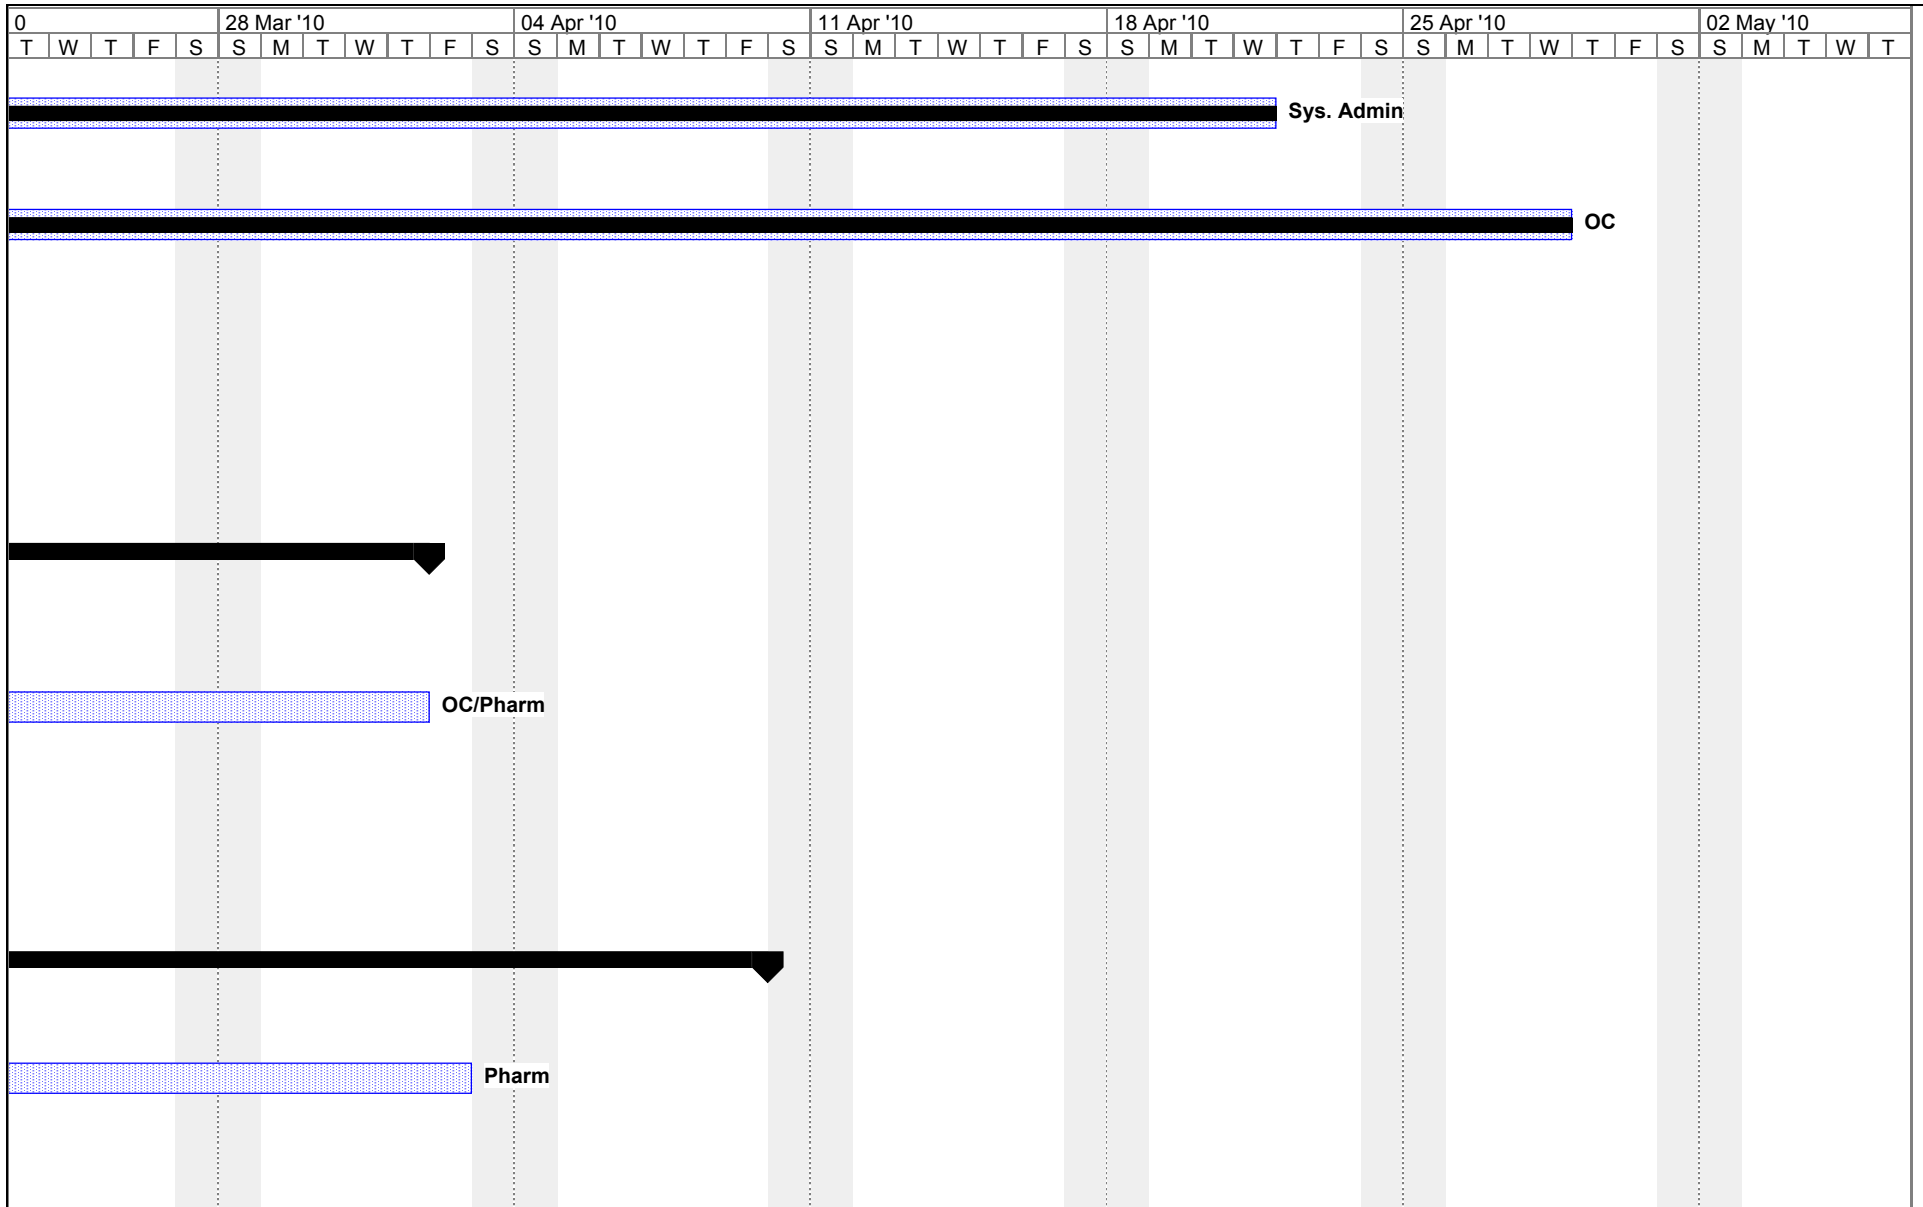 0 28 Mar '10 04 Apr '10 11 Apr '10 18 Apr '10 25 Apr '10 02 May '10
T W T F S S M T W T F S S M T W T F S S M T W T F S S M T W T F S S M T W T F S S M T W T
Sys. Admin
OC
OC/Pharm
Pharm